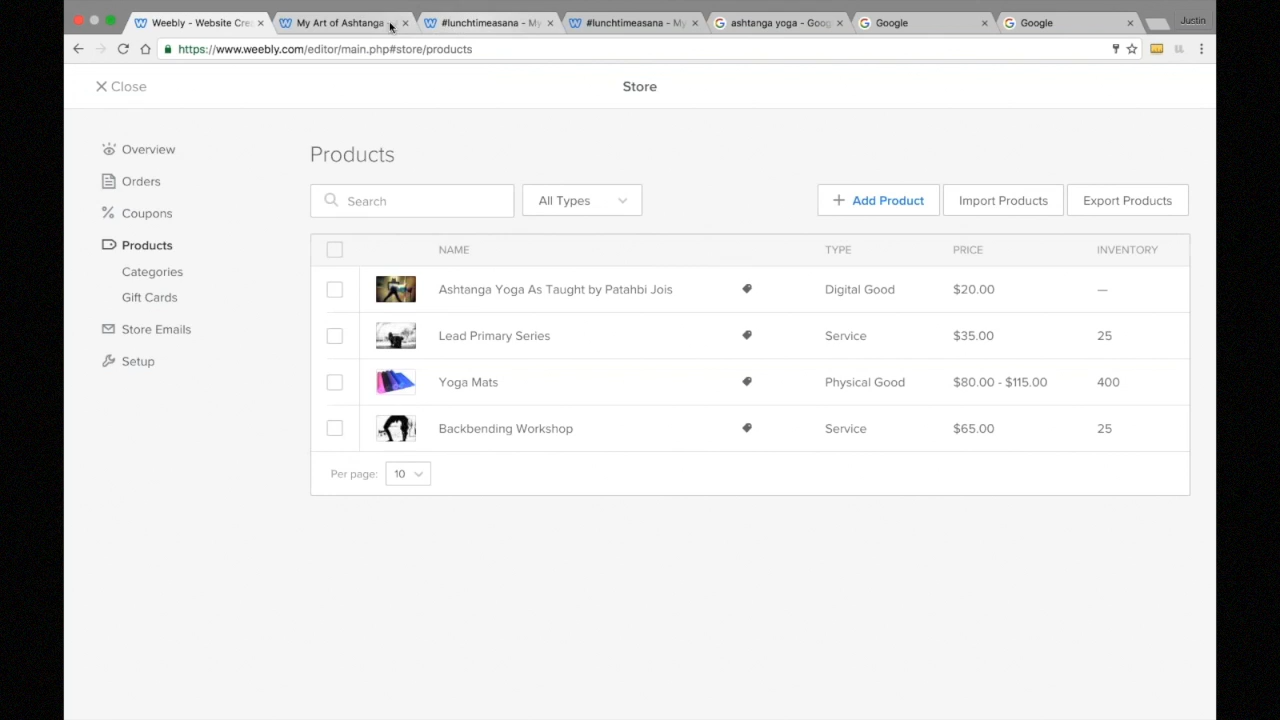 Weebly - Website Crea
My Art of Ashtanga
#lunchtimeasana - My
#lunchtimeasana - My
ashtanga yoga - Goog
Google
Google
Justin
https://www.weebly.com/editor/main.php#store/products
Close
Store
Overview
Orders
Coupons
Products
Categories
Gift Cards
Store Emails
Setup
Products
Search
All Types
Add Product
Import Products
Export Products
NAME TYPE PRICE INVENTORY
Ashtanga Yoga As Taught by Patahbi Jois Digital Good $20.00 —
Lead Primary Series Service $35.00 25
Yoga Mats Physical Good $80.00 - $115.00 400
Backbending Workshop Service $65.00 25
Per page: 10